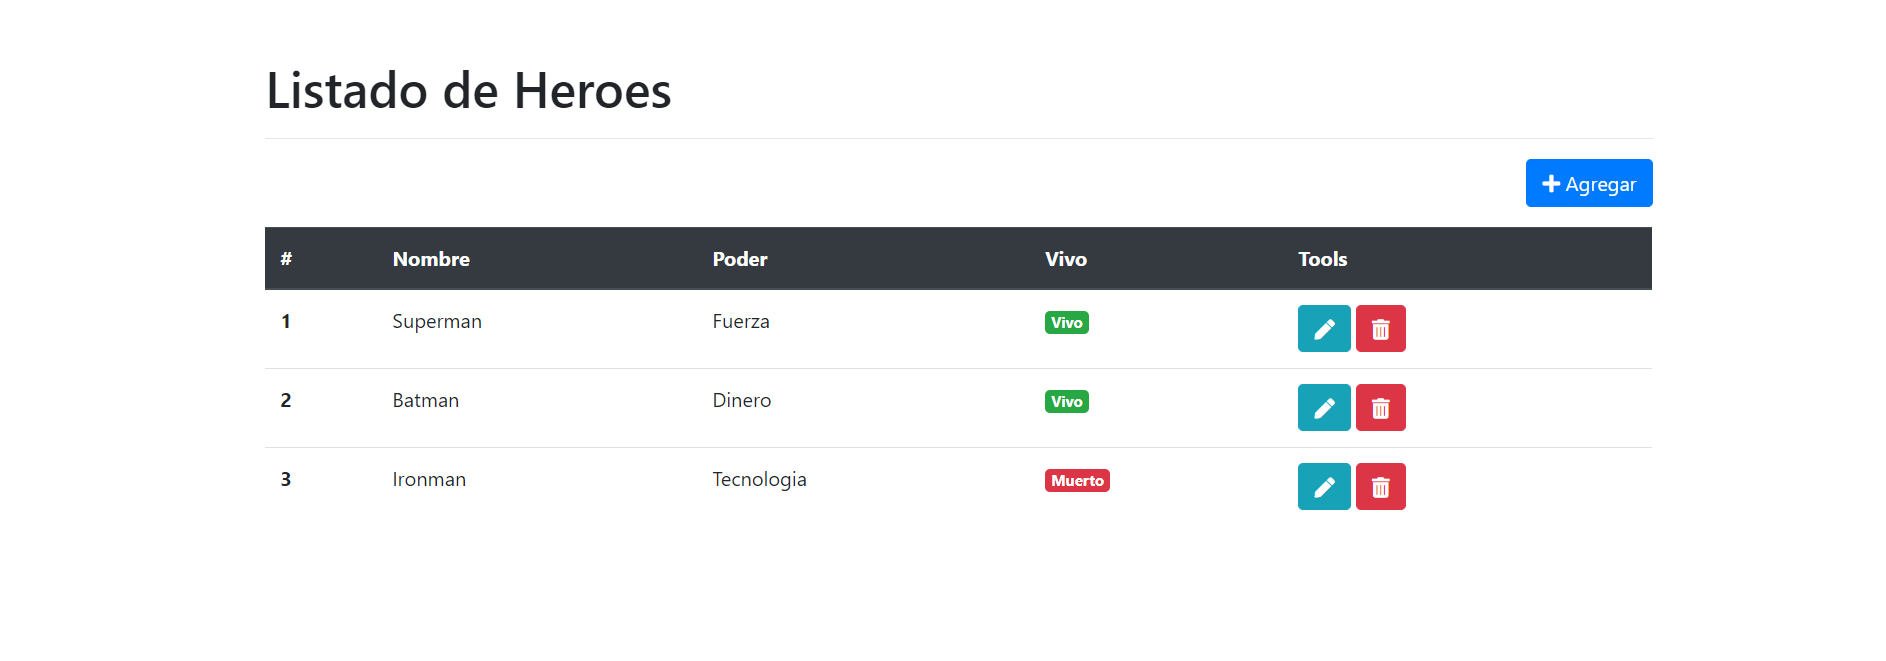 Listado de Heroes
Agregar
# Nombre Poder Vivo Tools
1 Superman Fuerza Vivo
2 Batman Dinero Vivo
3 Ironman Tecnologia Muerto